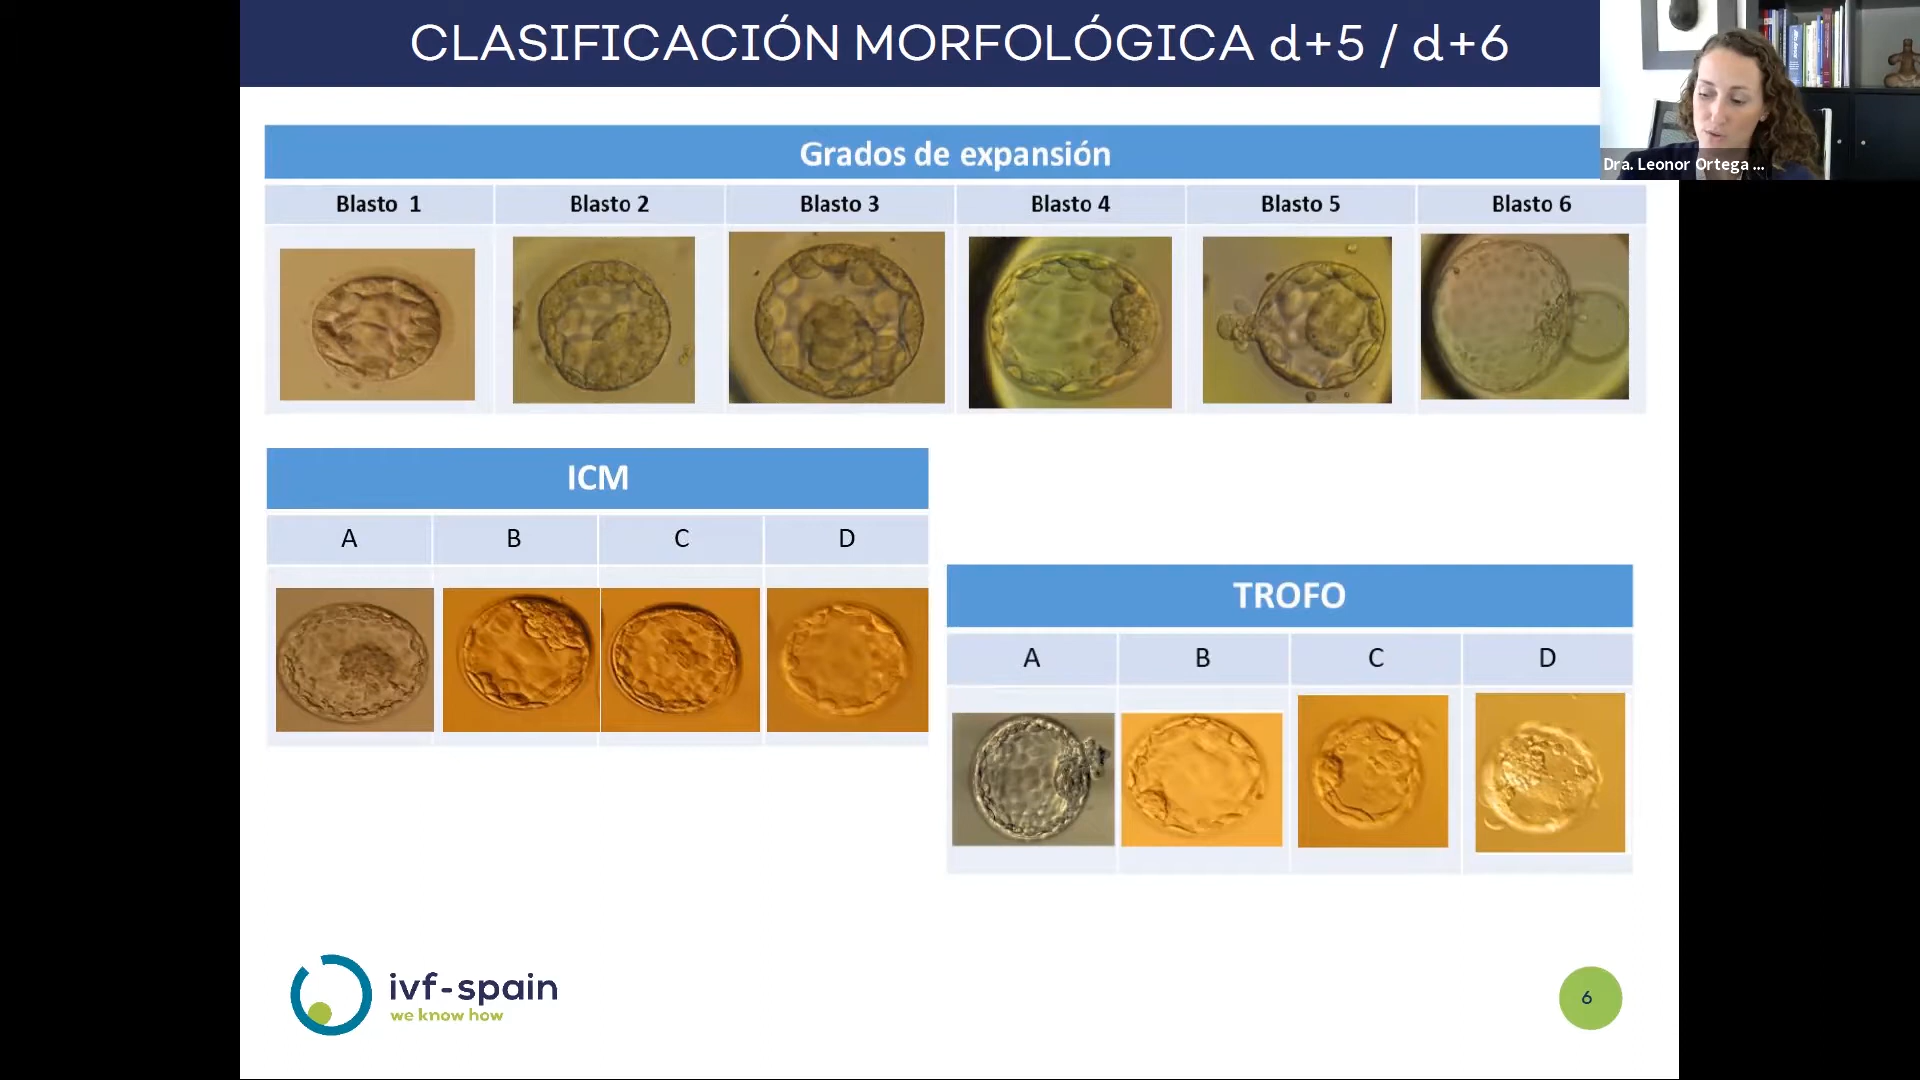 CLASIFICACIÓN MORFOLÓGICA d+5 / d+6
Dra. Leonor Ortega ...
Grados de expansión
Blasto 1 Blasto 2 Blasto 3 Blasto 4 Blasto 5 Blasto 6
ICM
A B C D
TROFO
A B C D
ivf-spain
we know how
6